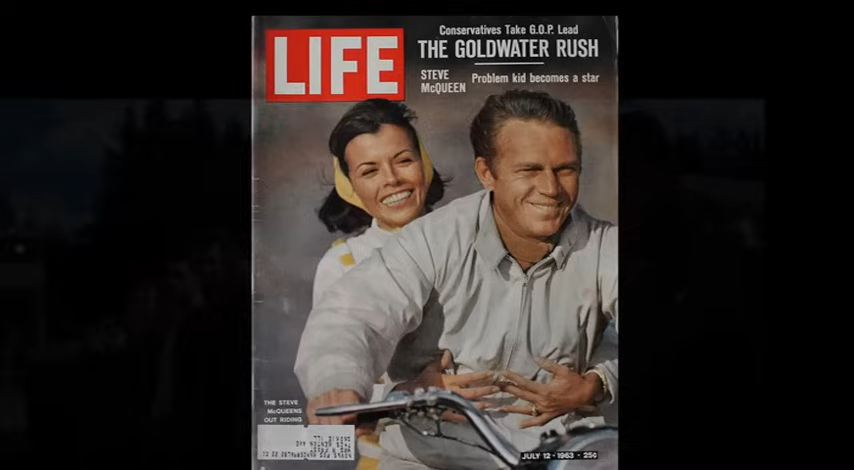 LIFE
Conservatives Take G.O.P. Lead
THE GOLDWATER RUSH
STEVE
McQUEEN
Problem kid becomes a star
THE STEVE
McQUEENS
OUT RIDING
JULY 12 · 1963 · 25¢